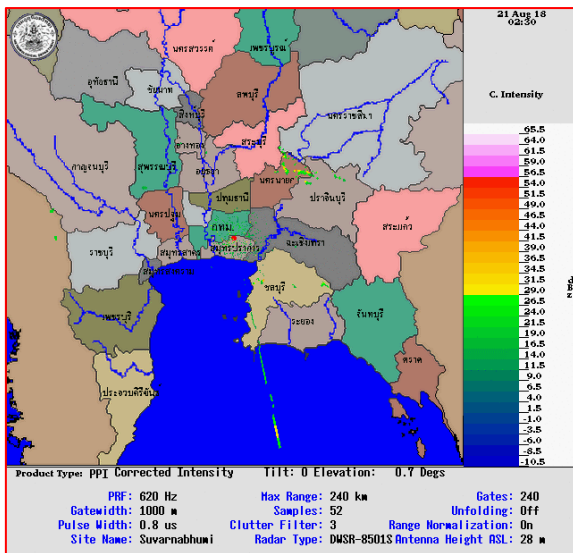 21 Aug 18
02:30
C. Intensity
นครสวรรค์
เพชรบูรณ์
อุทัยธานี
ชัยนาท
ลพบุรี
สิงห์บุรี
นครราชสีมา
อ่างทอง
สระบุรี
กาญจนบุรี
สุพรรณบุรี
อยุธยา
นครนายก
ปราจีนบุรี
ปทุมธานี
นครปฐม
กทม.
สระแก้ว
ราชบุรี
สมุทรสาคร
สมุทรปราการ
ฉะเชิงเทรา
สมุทรสงคราม
ชลบุรี
เพชรบุรี
ระยอง
จันทบุรี
ตราด
ประจวบคีรีขันธ์
65.5
64.0
61.5
59.0
56.5
54.0
51.5
49.0
46.5
44.0
41.5
39.0
36.5
34.0
31.5
29.0
26.5
24.0
21.5
19.0
16.5
14.0
11.5
9.0
6.5
4.0
1.5
-1.0
-3.5
-6.0
-8.5
-10.5
Product Type: PPI Corrected Intensity Tilt: 0 Elevation: 0.7 Degs
PRF: 620 Hz Max Range: 240 km Gates: 240
Gatewidth: 1000 m Samples: 52 Unfolding: Off
Pulse Width: 0.8 us Clutter Filter: 3 Range Normalization: On
Site Name: Suvarnabhumi Radar Type: DWSR-8501S Antenna Height ASL: 28 m